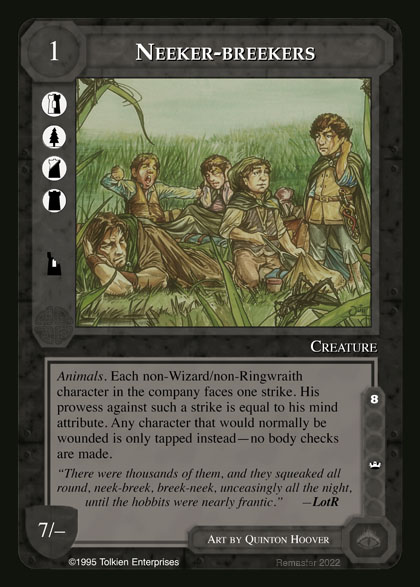 1
NEEKER-BREEKERS
CREATURE
Animals. Each non-Wizard/non-Ringwraith
character in the company faces one strike. His
prowess against such a strike is equal to his mind
attribute. Any character that would normally be
wounded is only tapped instead—no body checks
are made.
8
“There were thousands of them, and they squeaked all
round, neek-breek, breek-neek, unceasingly all the night,
until the hobbits were nearly frantic.” —LotR
7/–
ART BY QUINTON HOOVER
©1995 Tolkien Enterprises
Remaster 2022